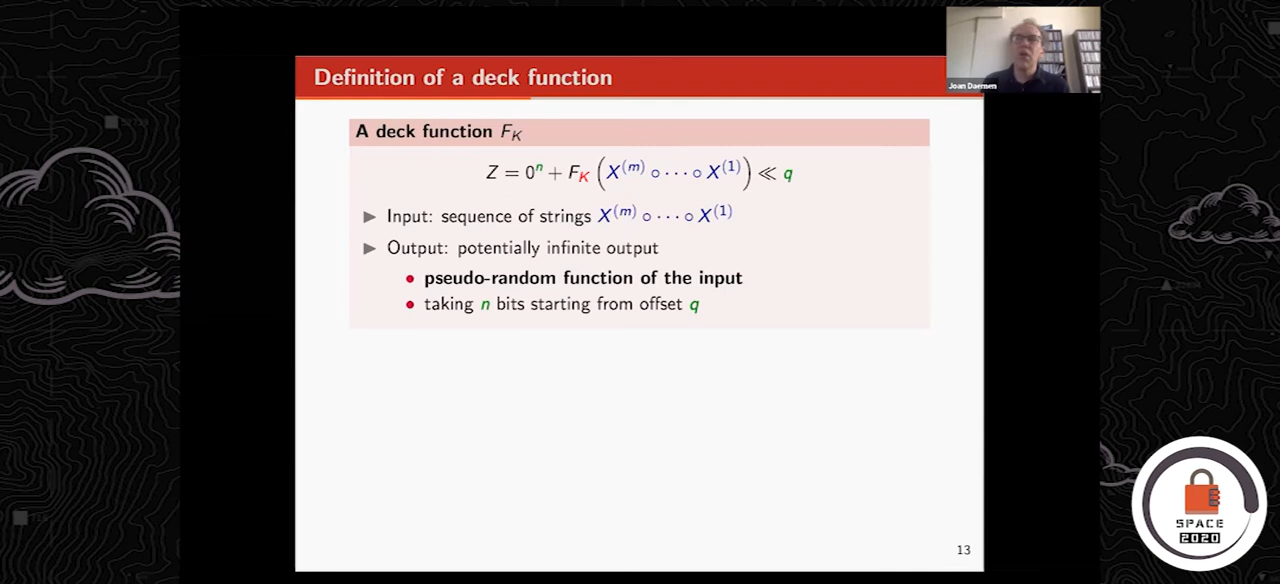 Definition of a deck function
Joan Daemen
A deck function F_K
Z = 0^n + F_K (X^(m) ∘ ··· ∘ X^(1)) ≪ q
▶ Input: sequence of strings X^(m) ∘ ··· ∘ X^(1)
▶ Output: potentially infinite output
• pseudo-random function of the input
• taking n bits starting from offset q
SPACE
2020
13